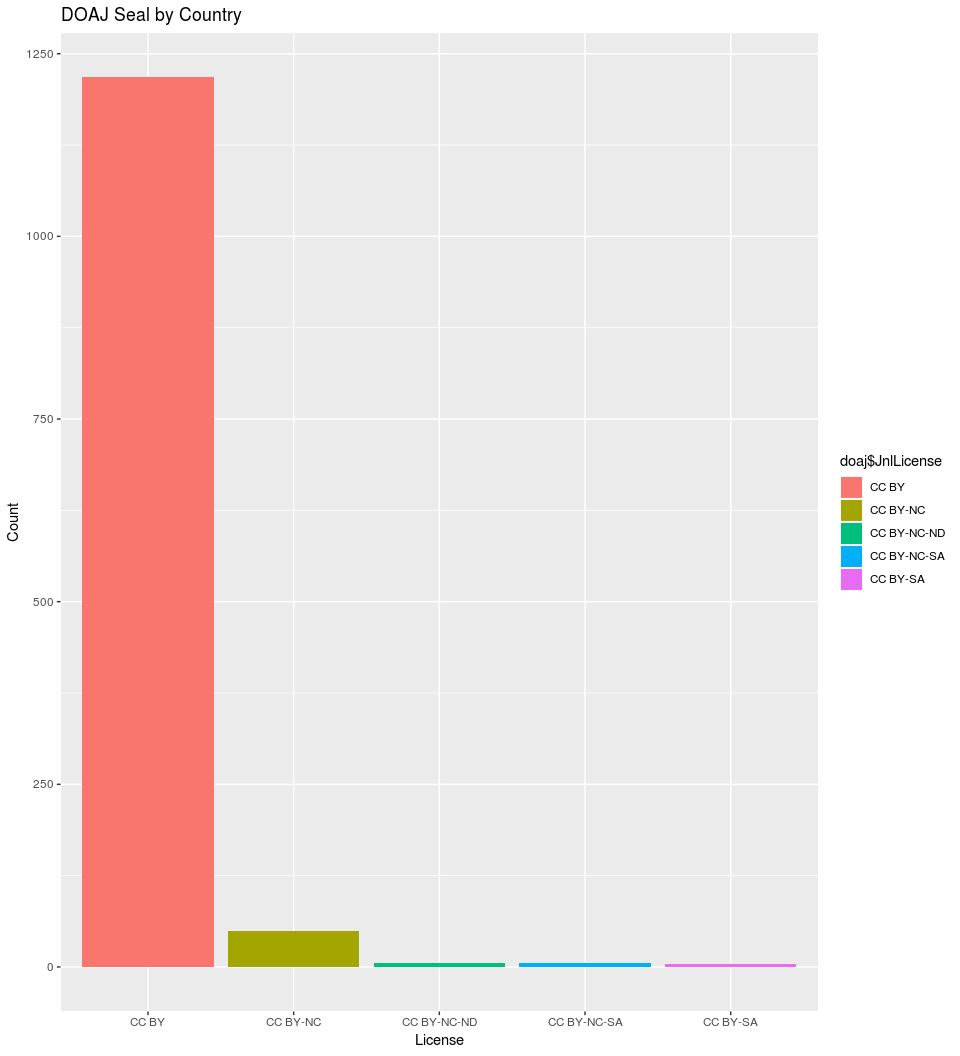 DOAJ Seal by Country
1250
1000
750
500
250
0
Count
CC BY
CC BY-NC
CC BY-NC-ND
CC BY-NC-SA
CC BY-SA
License
doaj$JnlLicense
CC BY
CC BY-NC
CC BY-NC-ND
CC BY-NC-SA
CC BY-SA